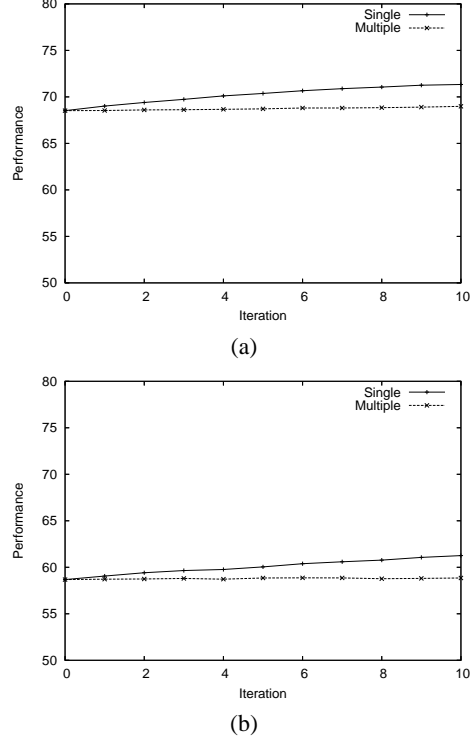 80
75
70
65
60
55
50
Performance
0 2 4 6 8 10
Iteration
Single
Multiple
(a)
80
75
70
65
60
55
50
Performance
0 2 4 6 8 10
Iteration
Single
Multiple
(b)